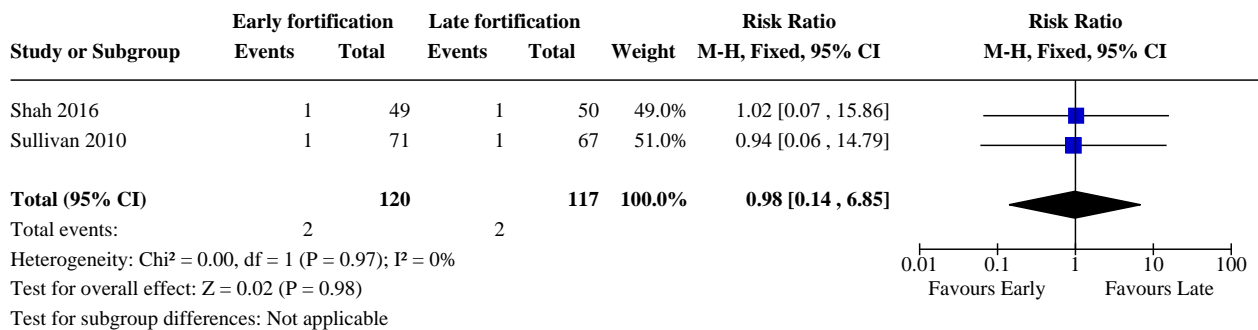 Early fortification Late fortification Risk Ratio Risk Ratio
Study or Subgroup Events Total Events Total Weight M-H, Fixed, 95% CI M-H, Fixed, 95% CI
Shah 2016 1 49 1 50 49.0% 1.02 [0.07 , 15.86]
Sullivan 2010 1 71 1 67 51.0% 0.94 [0.06 , 14.79]
Total (95% CI) 120 117 100.0% 0.98 [0.14 , 6.85]
Total events: 2 2
Heterogeneity: Chi² = 0.00, df = 1 (P = 0.97); I² = 0%
Test for overall effect: Z = 0.02 (P = 0.98)
Test for subgroup differences: Not applicable
0.01 0.1 1 10 100
Favours Early Favours Late